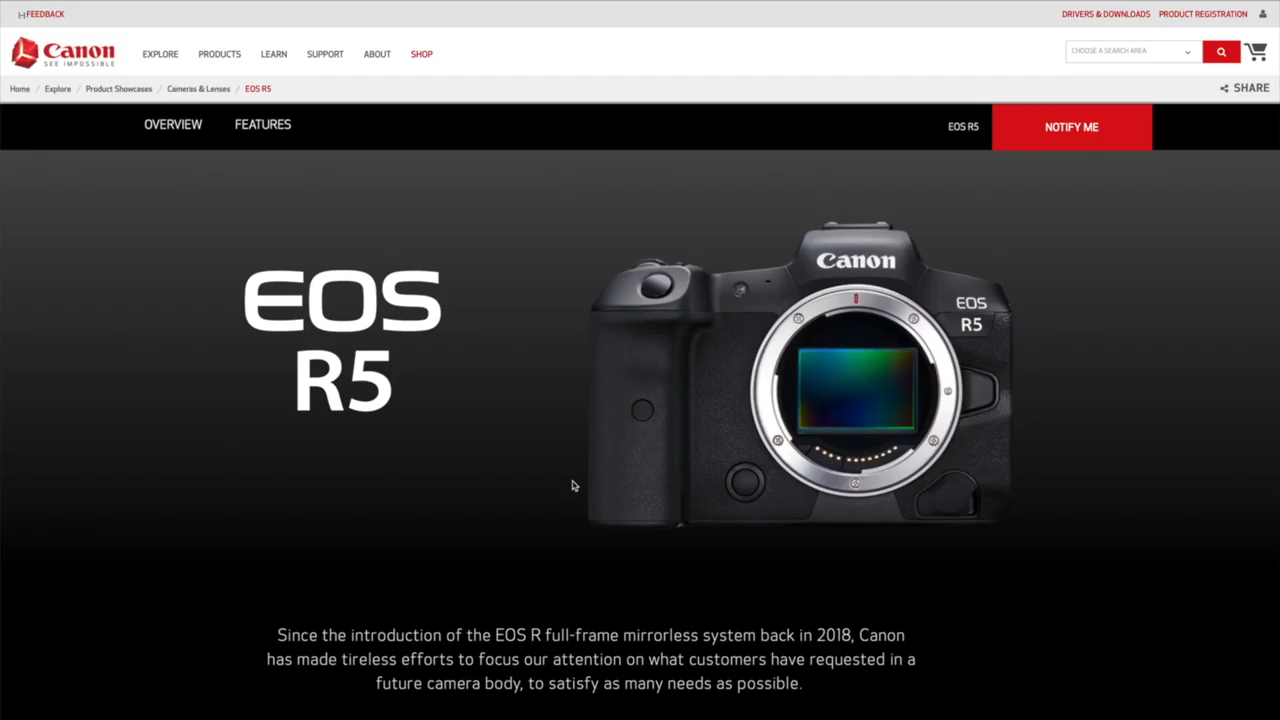 [-] FEEDBACK
DRIVERS & DOWNLOADS PRODUCT REGISTRATION
Canon
SEE IMPOSSIBLE
EXPLORE PRODUCTS LEARN SUPPORT ABOUT SHOP
CHOOSE A SEARCH AREA
Home / Explore / Product Showcases / Cameras & Lenses / EOS R5
SHARE
OVERVIEW FEATURES
EOS R5
NOTIFY ME
EOS
R5
Canon
EOS
R5
Since the introduction of the EOS R full-frame mirrorless system back in 2018, Canon
has made tireless efforts to focus our attention on what customers have requested in a
future camera body, to satisfy as many needs as possible.